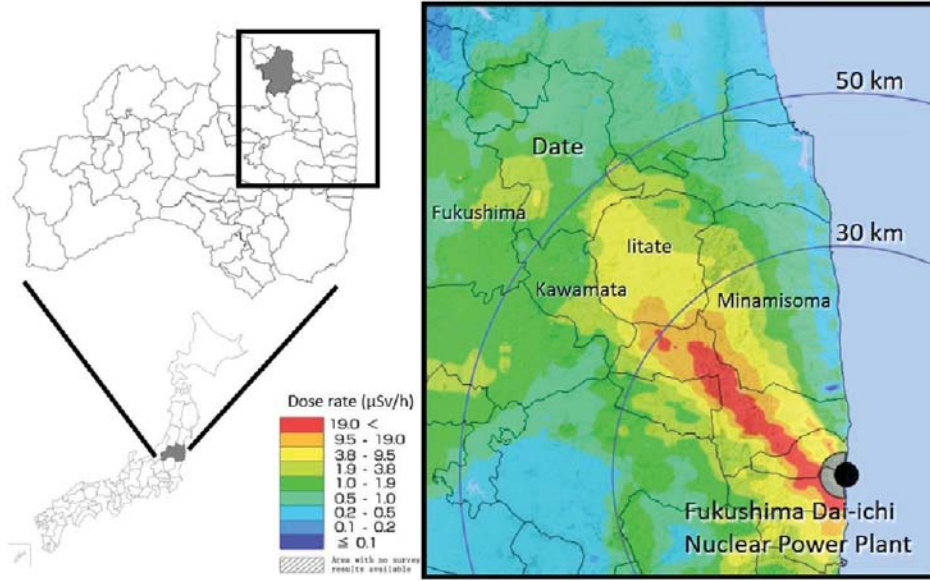 50 km
Date
Fukushima
Iitate
30 km
Kawamata
Minamisoma
Fukushima Dai-ichi
Nuclear Power Plant
Dose rate (μSv/h)
19.0 <
9.5 - 19.0
3.8 - 9.5
1.9 - 3.8
1.0 - 1.9
0.5 - 1.0
0.2 - 0.5
0.1 - 0.2
≤ 0.1
Area with no survey
results available